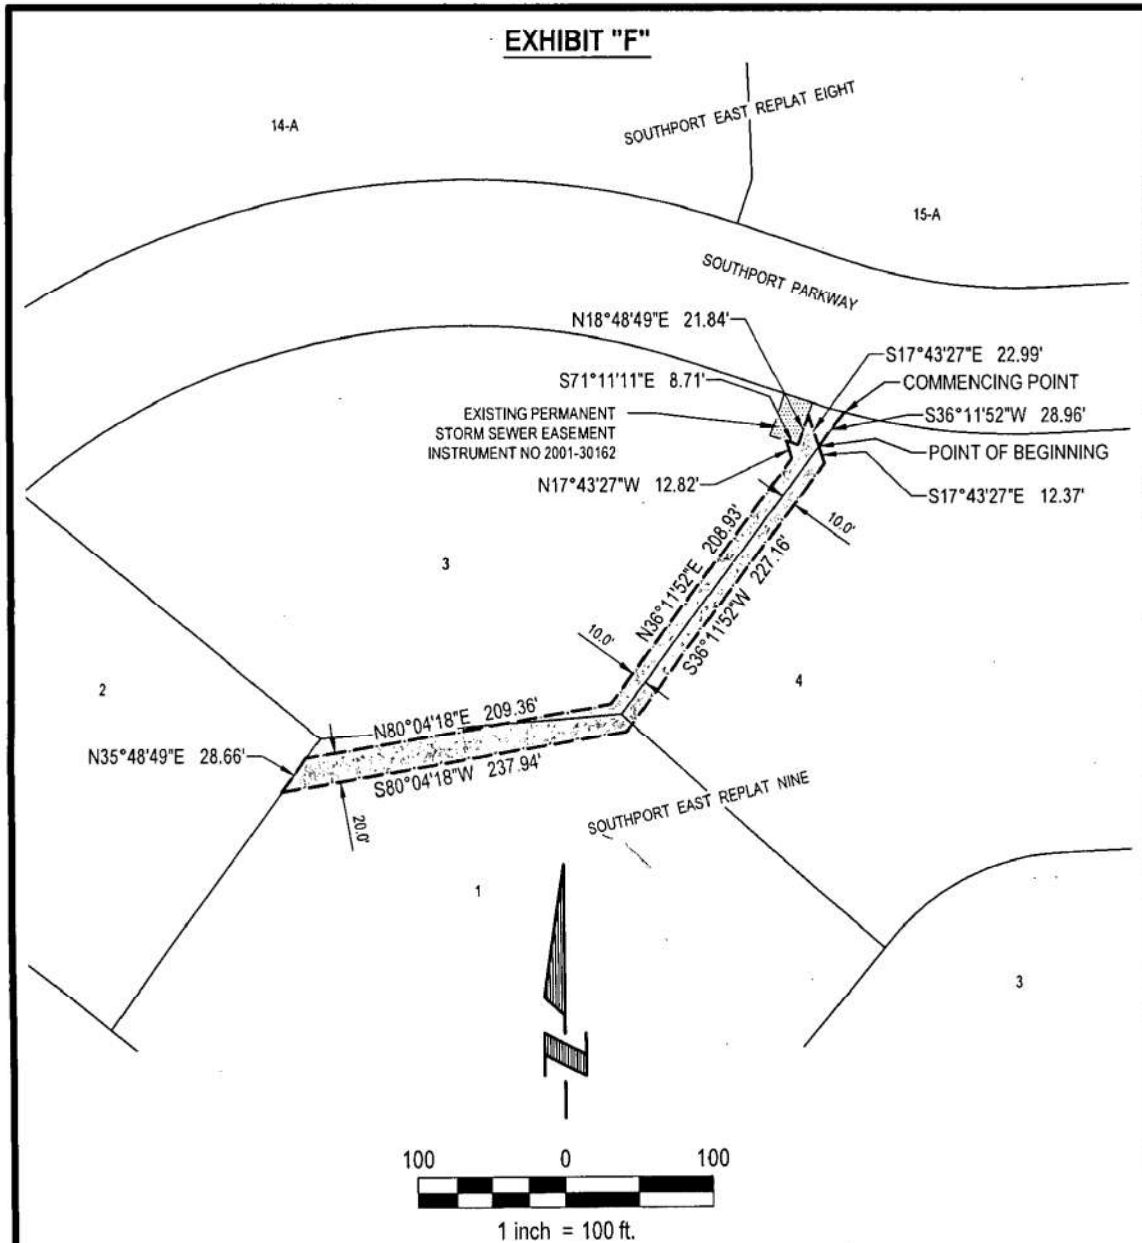 EXHIBIT "F"
SOUTHPORT EAST REPLAT EIGHT
14-A
15-A
SOUTHPORT PARKWAY
N18°48'49"E 21.84'
S17°43'27"E 22.99'
S71°11'11"E 8.71'
COMMENCING POINT
EXISTING PERMANENT
STORM SEWER EASEMENT
INSTRUMENT NO 2001-30162
S36°11'52"W 28.96'
POINT OF BEGINNING
N17°43'27"W 12.82'
S17°43'27"E 12.37'
10.0'
3
N36°11'52"E 208.93'
S36°11'52"W 227.16'
10.0'
2
4
N80°04'18"E 209.36'
N35°48'49"E 28.66'
S80°04'18"W 237.94'
20.0'
SOUTHPORT EAST REPLAT NINE
1
3
N
100 0 100
1 inch = 100 ft.